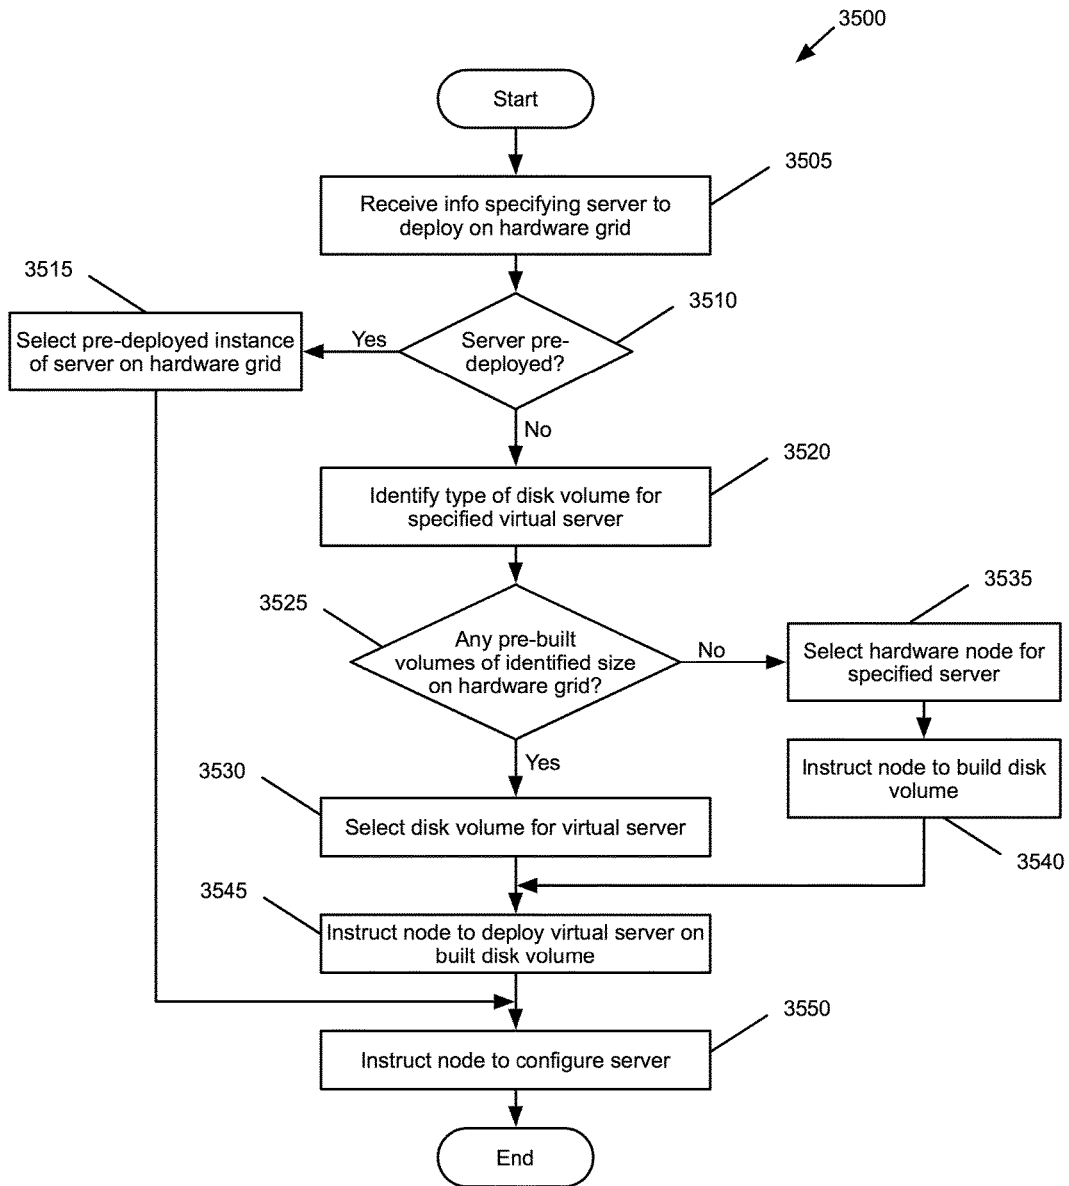 3500
Start
3505
Receive info specifying server to
deploy on hardware grid
3515
3510
Select pre-deployed instance
of server on hardware grid
Yes
Server pre-
deployed?
No
3520
Identify type of disk volume for
specified virtual server
3525
3535
Any pre-built
volumes of identified size
on hardware grid?
No
Select hardware node for
specified server
Yes
Instruct node to build disk
volume
3530
Select disk volume for virtual server
3540
3545
Instruct node to deploy virtual server on
built disk volume
3550
Instruct node to configure server
End